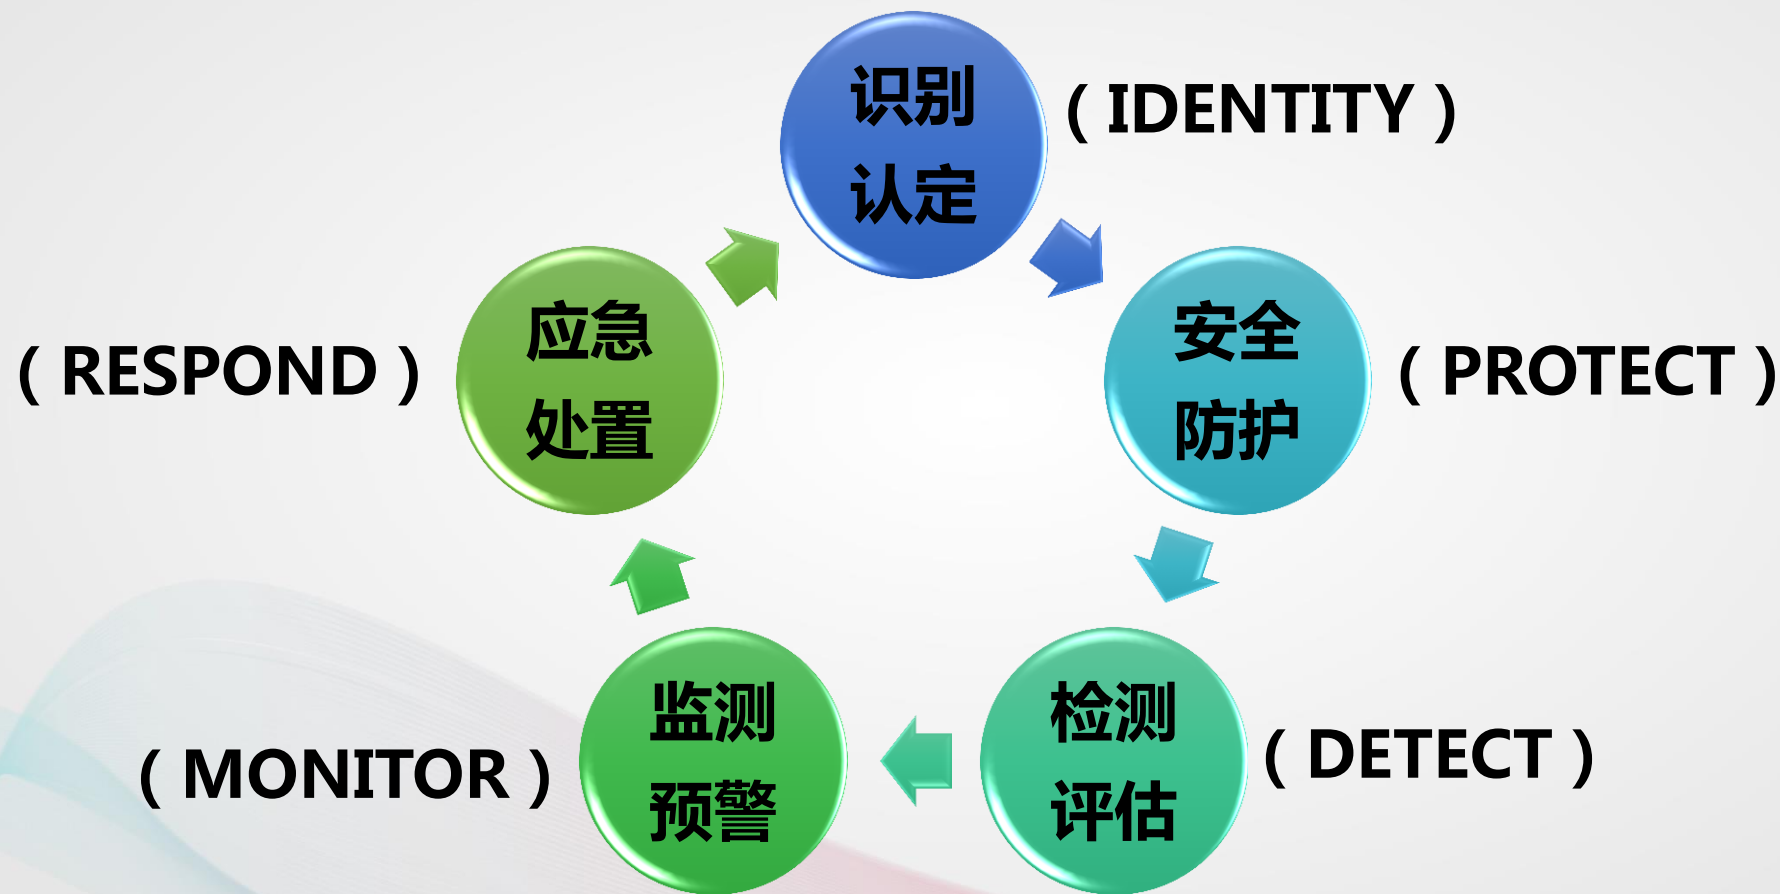 识别
认定
（IDENTITY）
安全
防护
（PROTECT）
检测
评估
（DETECT）
监测
预警
（MONITOR）
应急
处置
（RESPOND）